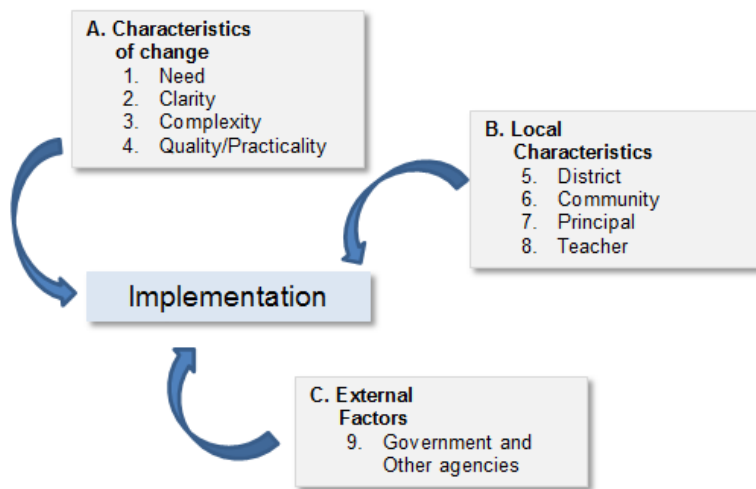 A. Characteristics
of change
1. Need
2. Clarity
3. Complexity
4. Quality/Practicality
B. Local
Characteristics
5. District
6. Community
7. Principal
8. Teacher
Implementation
C. External
Factors
9. Government and
Other agencies